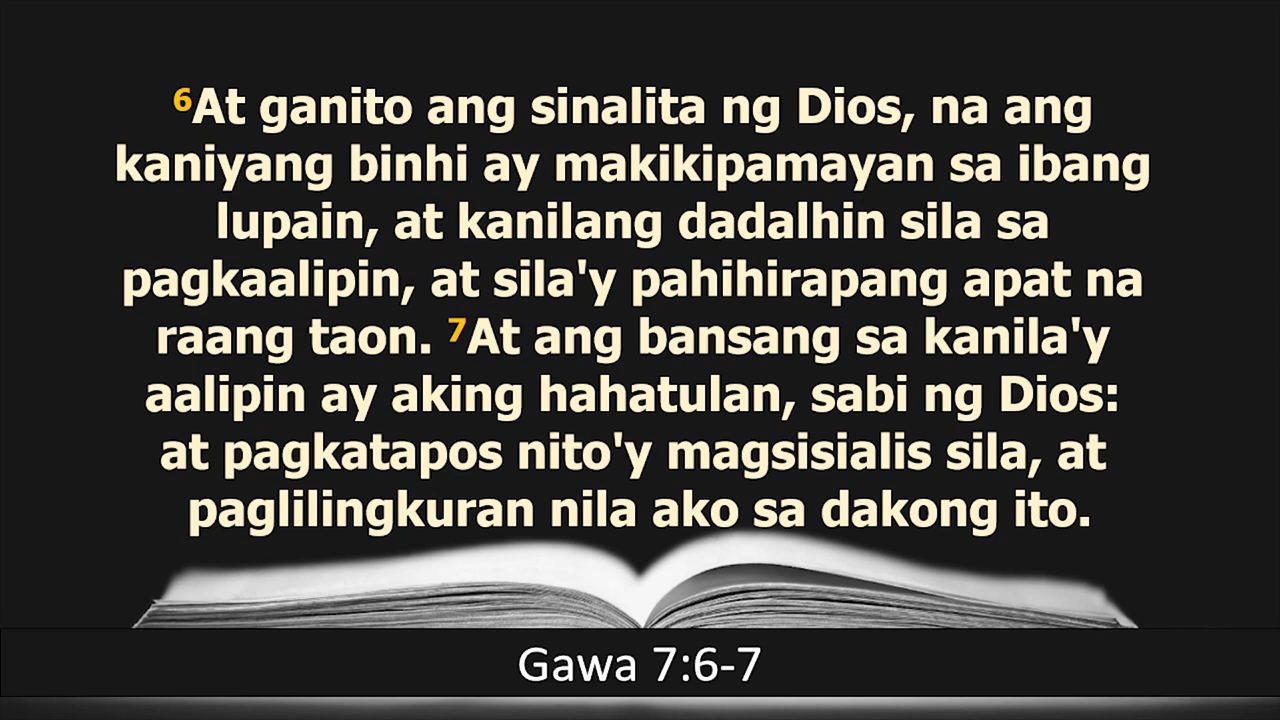 6At ganito ang sinalita ng Dios, na ang
kaniyang binhi ay makikipamayan sa ibang
lupain, at kanilang dadalhin sila sa
pagkaalipin, at sila'y pahihirapang apat na
raang taon. 7At ang bansang sa kanila'y
aalipin ay aking hahatulan, sabi ng Dios:
at pagkatapos nito'y magsisialis sila, at
paglilingkuran nila ako sa dakong ito.
Gawa 7:6-7